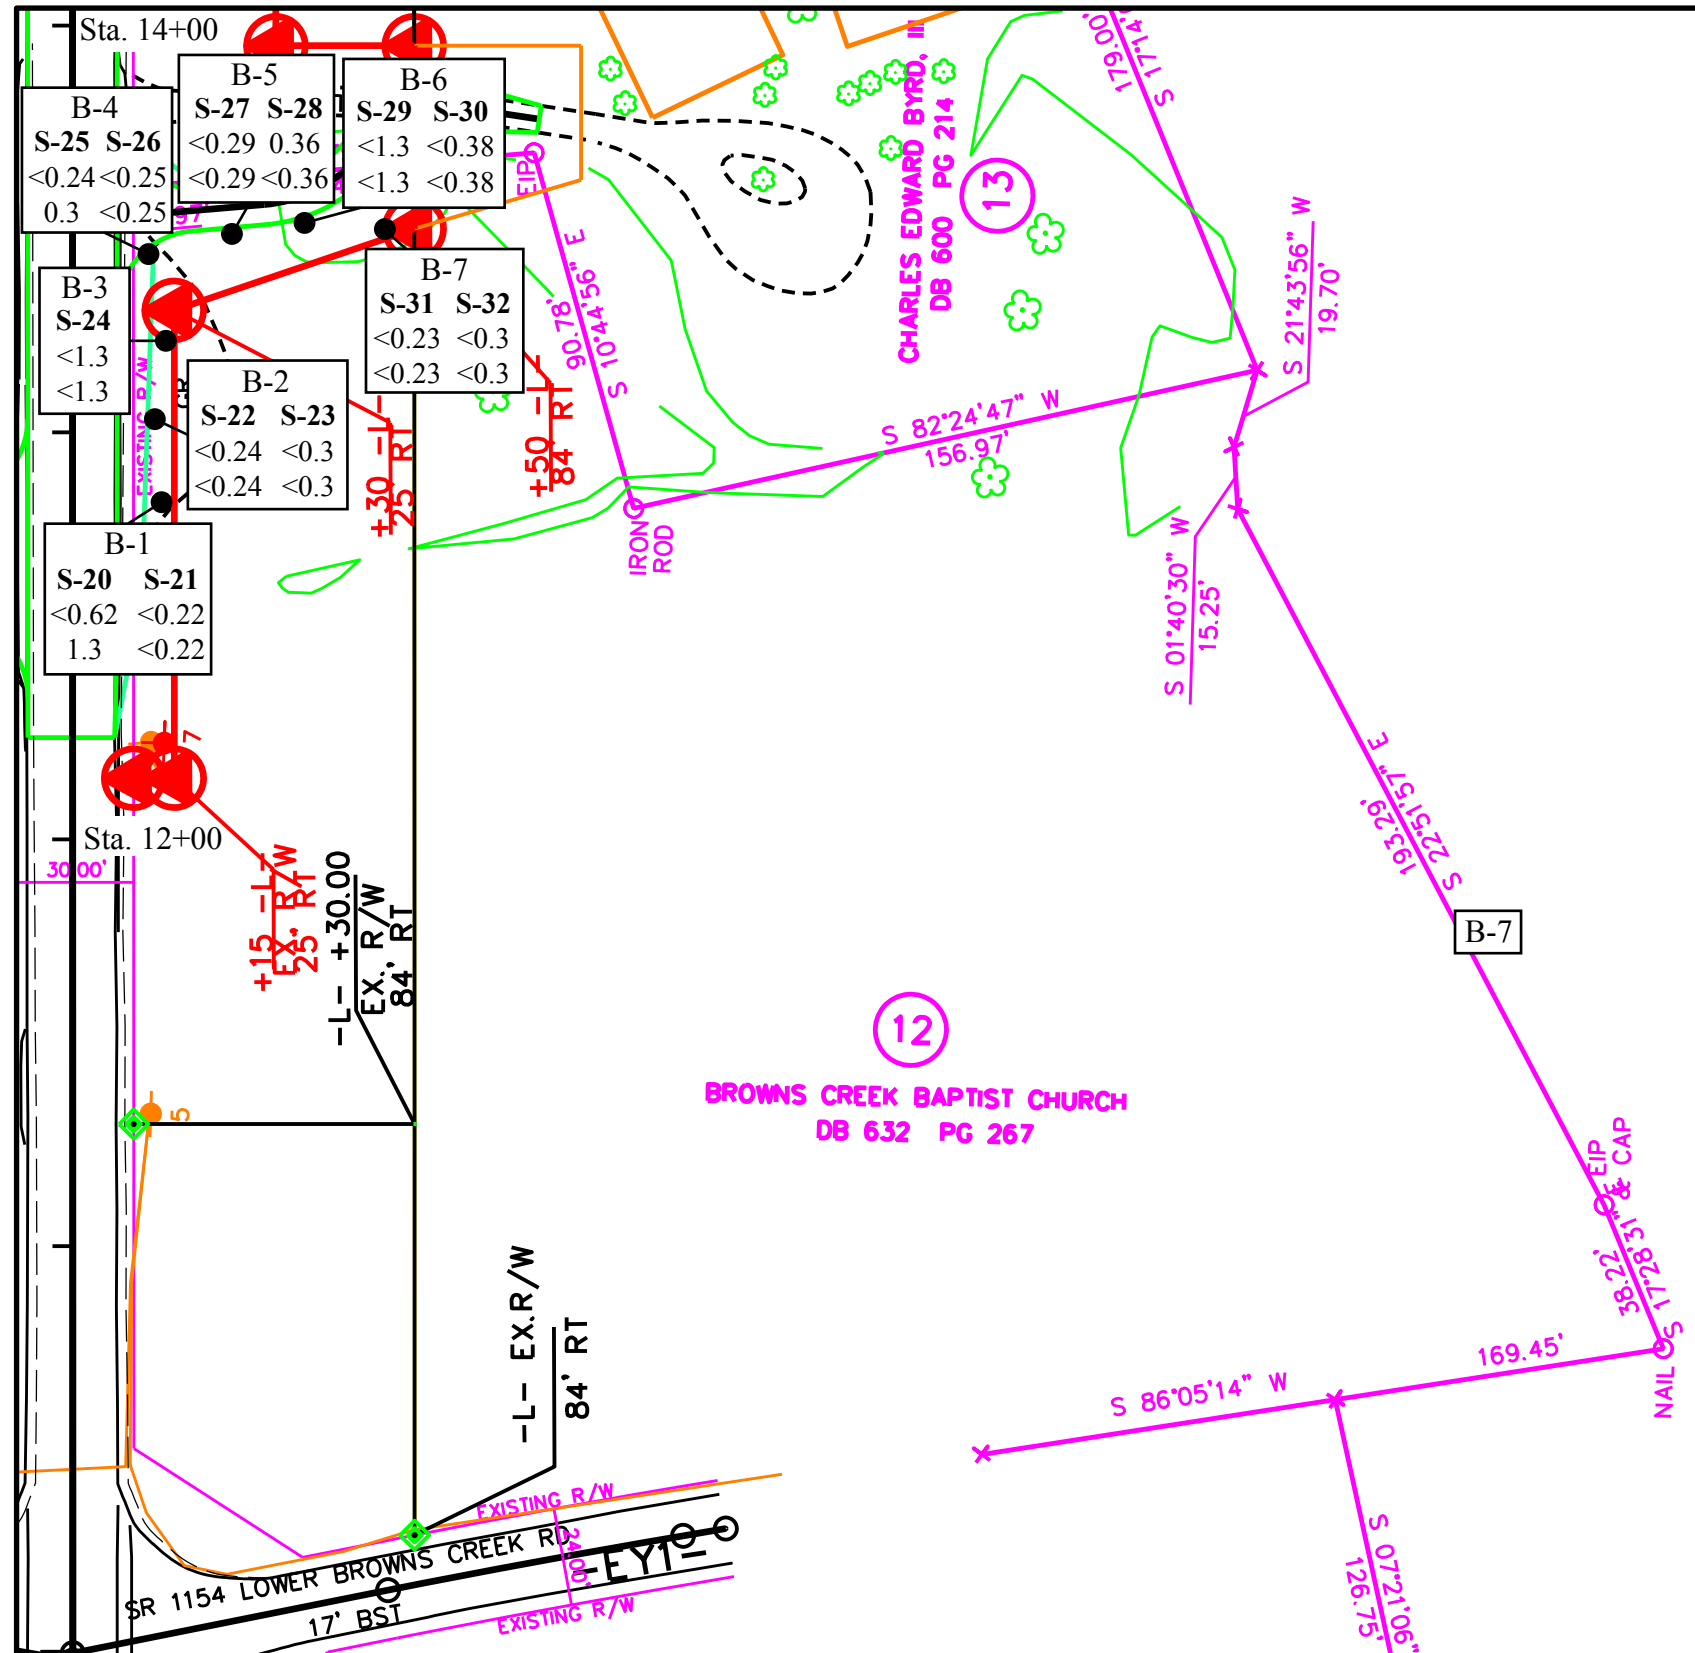 Sta. 14+00
B-4
S-25 S-26
<0.24 <0.25
0.3 <0.25
B-5
S-27 S-28
<0.29 0.36
<0.29 <0.36
B-6
S-29 S-30
<1.3 <0.38
<1.3 <0.38
B-3
S-24
<1.3
<1.3
B-7
S-31 S-32
<0.23 <0.3
<0.23 <0.3
B-2
S-22 S-23
<0.24 <0.3
<0.24 <0.3
B-1
S-20 S-21
<0.62 <0.22
1.3 <0.22
EXISTING R/W
EIP
S 10°44'56" E
90.78'
+30 -L-
25' RT
+50 -L-
84' RT
IRON
ROD
CHARLES EDWARD BYRD, III
DB 600 PG 214
13
179.00'
S 82°24'47" W
156.97'
S 21°43'56" W
19.70'
S 01°40'30" W
15.25'
7
Sta. 12+00
30.00'
+15 -L-
EX. R/W
25' RT
-L- +30.00
EX. R/W
84' RT
S 22°51'57" E
193.29'
B-7
12
BROWNS CREEK BAPTIST CHURCH
DB 632 PG 267
5
EIP
& CAP
S 17°28'31" E
38.22'
NAIL
169.45'
S 86°05'14" W
S 07°21'06"
126.75'
-L- EX.R/W
84' RT
EXISTING R/W
SR 1154 LOWER BROWNS CREEK RD
17' BST
24.00'
-EY1-
EXISTING R/W